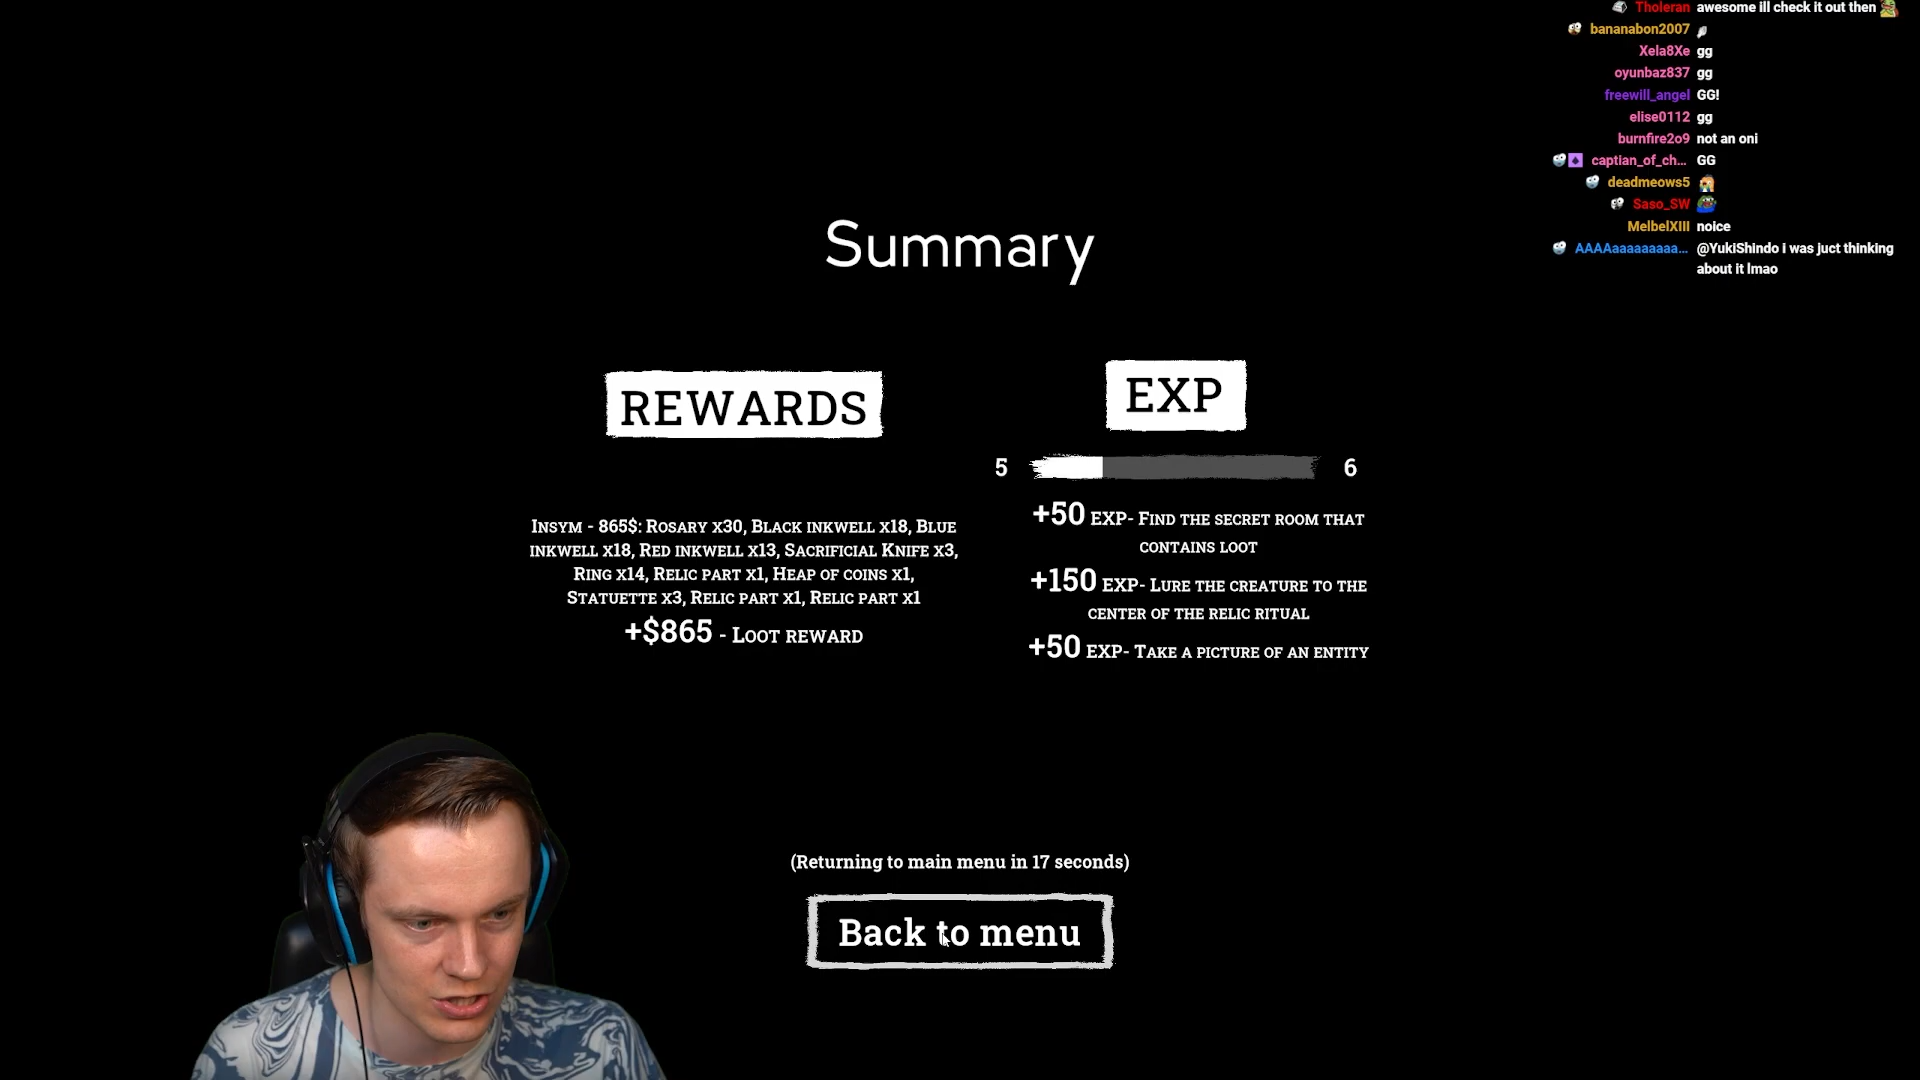 Tholeran awesome ill check it out then
bananabon2007
Xela8Xe gg
oyunbaz837 gg
freewill_angel GG!
elise0112 gg
burnfire2o9 not an oni
captian_of_ch... GG
deadmeows5
Saso_SW
MelbelXIII noice
AAAAaaaaaaaaa... @YukiShindo i was juct thinking
about it lmao
Summary
REWARDS
EXP
5 6
INSYM - 865$: ROSARY X30, BLACK INKWELL X18, BLUE
INKWELL X18, RED INKWELL X13, SACRIFICIAL KNIFE X3,
RING X14, RELIC PART X1, HEAP OF COINS X1,
STATUETTE X3, RELIC PART X1, RELIC PART X1
+$865 - LOOT REWARD
+50 EXP- FIND THE SECRET ROOM THAT
CONTAINS LOOT
+150 EXP- LURE THE CREATURE TO THE
CENTER OF THE RELIC RITUAL
+50 EXP- TAKE A PICTURE OF AN ENTITY
(Returning to main menu in 17 seconds)
Back to menu